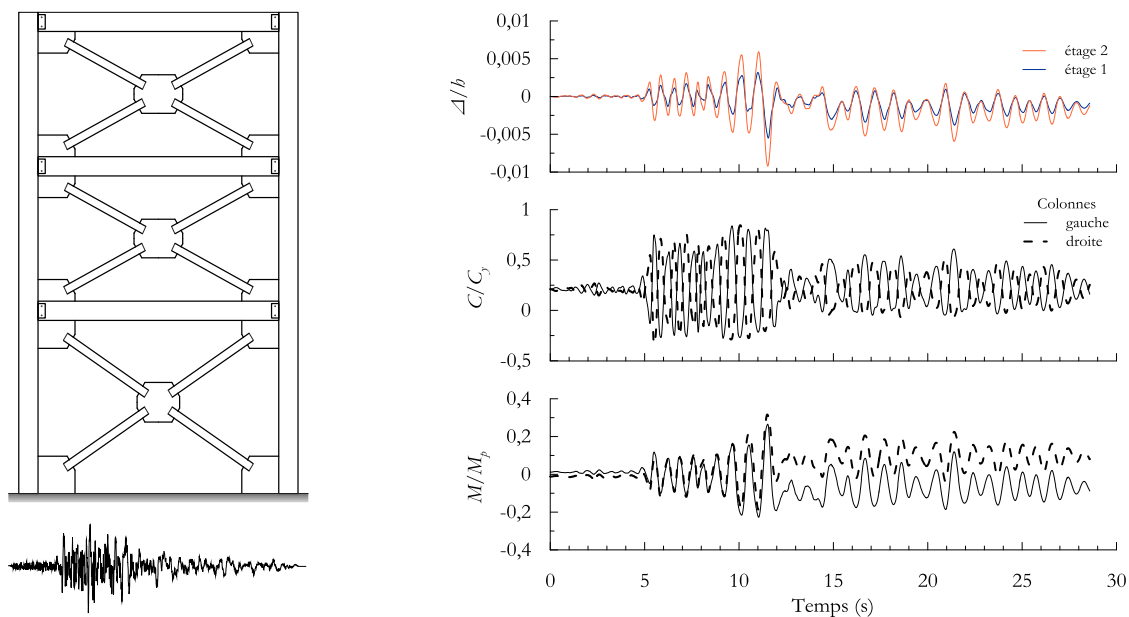 0,01
0,005
0
-0,005
-0,01
Δ/h
étage 2
étage 1
1
0,5
0
-0,5
C/Cy
Colonnes
gauche
droite
0,4
0,2
0
-0,2
-0,4
M/Mp
0 5 10 15 20 25 30
Temps (s)